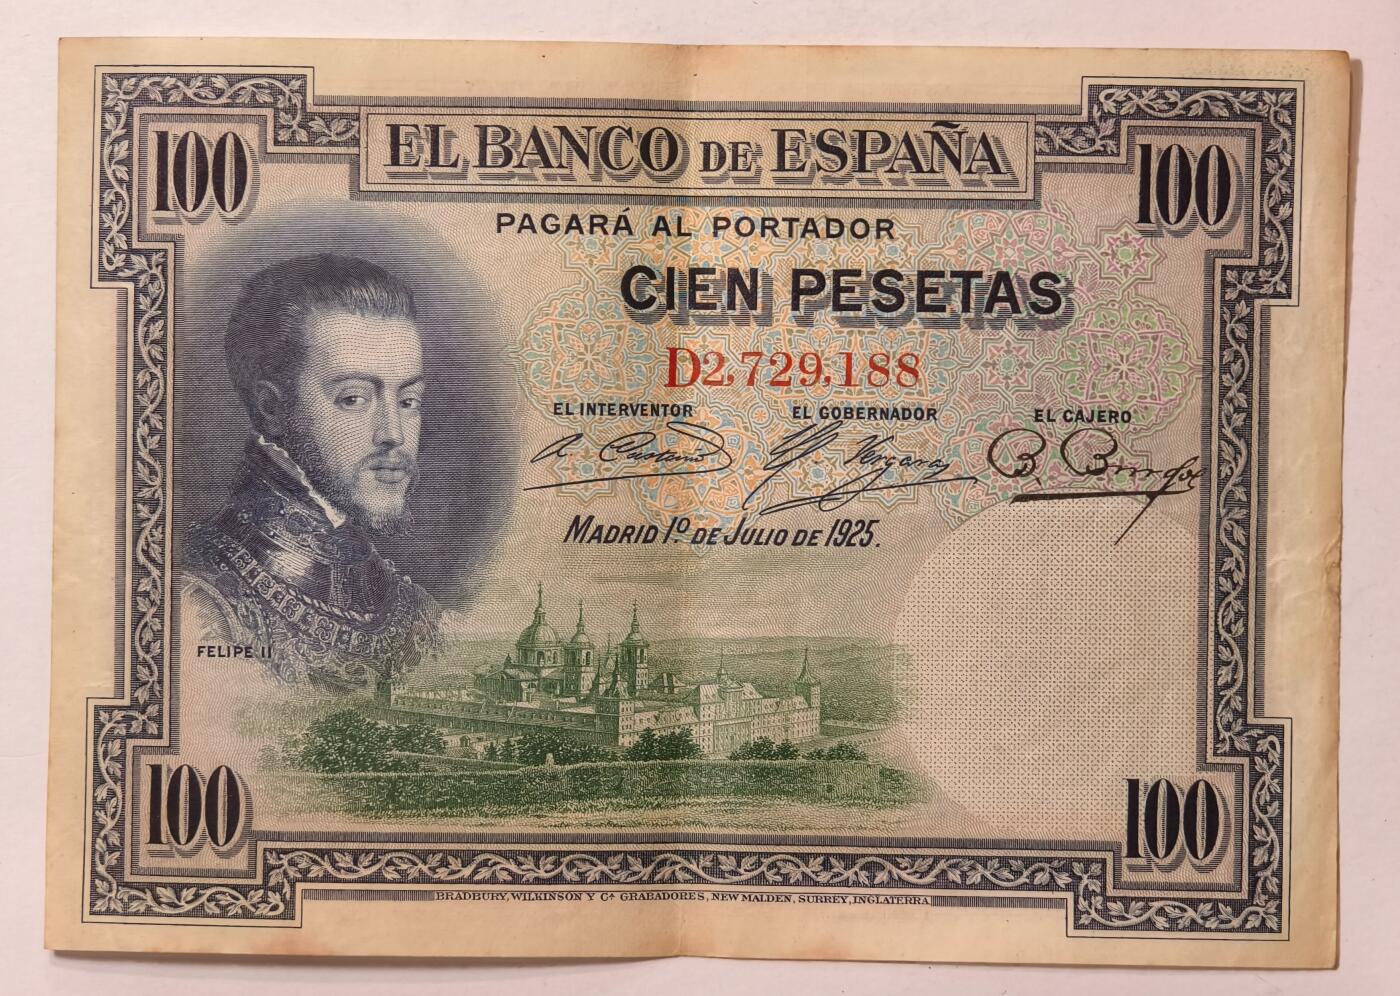 100 EL BANCO DE ESPAÑA 100
PAGARÁ AL PORTADOR
CIEN PESETAS
D2,729,188
EL INTERVENTOR EL GOBERNADOR EL CAJERO
MADRID 1º DE JULIO DE 1925.
FELIPE II
100 100
BRADBURY, WILKINSON Y Cª GRABADORES, NEW MALDEN, SURREY, INGLATERRA